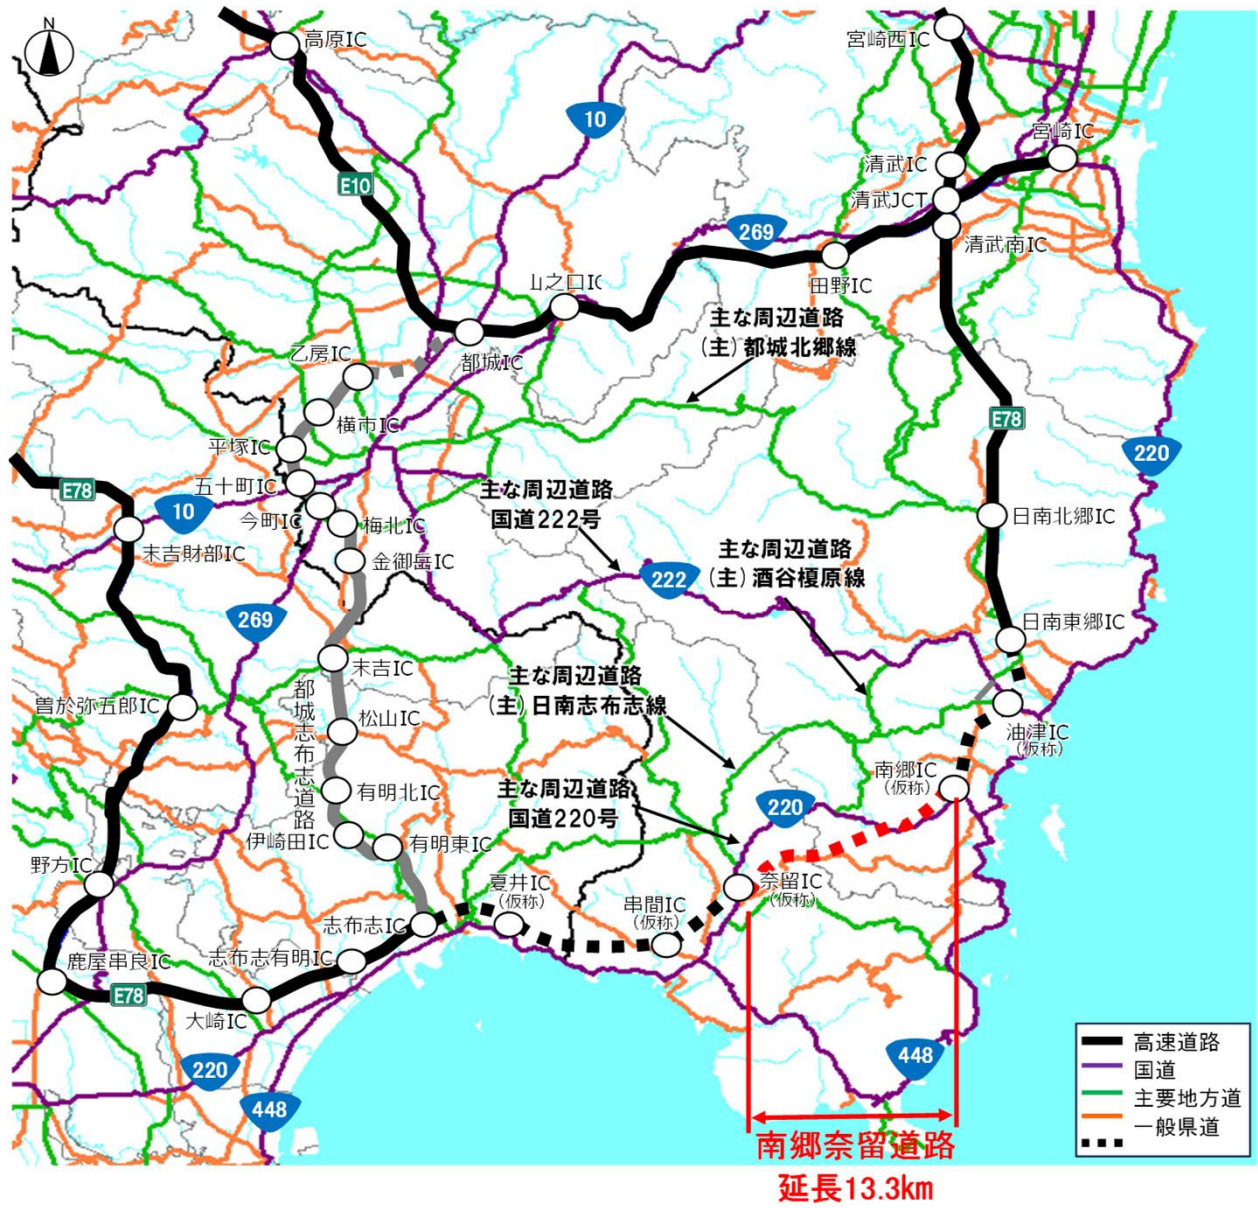 N
高原IC
10
宮崎西IC
宮崎IC
清武IC
E10
清武JCT
269
清武南IC
田野IC
山之口IC
主な周辺道路
(主)都城北郷線
都城IC
乙房IC
横市IC
E78
220
平塚IC
五十町IC
E78
10
今町IC
梅北IC
主な周辺道路
国道222号
日南北郷IC
末吉財部IC
金御岳IC
主な周辺道路
(主)酒谷榎原線
222
269
日南東郷IC
末吉IC
主な周辺道路
(主)日南志布志線
曽於弥五郎IC
都城志布志道路
松山IC
油津IC
(仮称)
南郷IC
(仮称)
有明北IC
主な周辺道路
国道220号
220
伊崎田IC
有明東IC
野方IC
夏井IC
(仮称)
奈留IC
(仮称)
串間IC
(仮称)
志布志IC
鹿屋串良IC
志布志有明IC
E78
大崎IC
220
448
448
高速道路
国道
主要地方道
一般県道
南郷奈留道路
延長13.3km